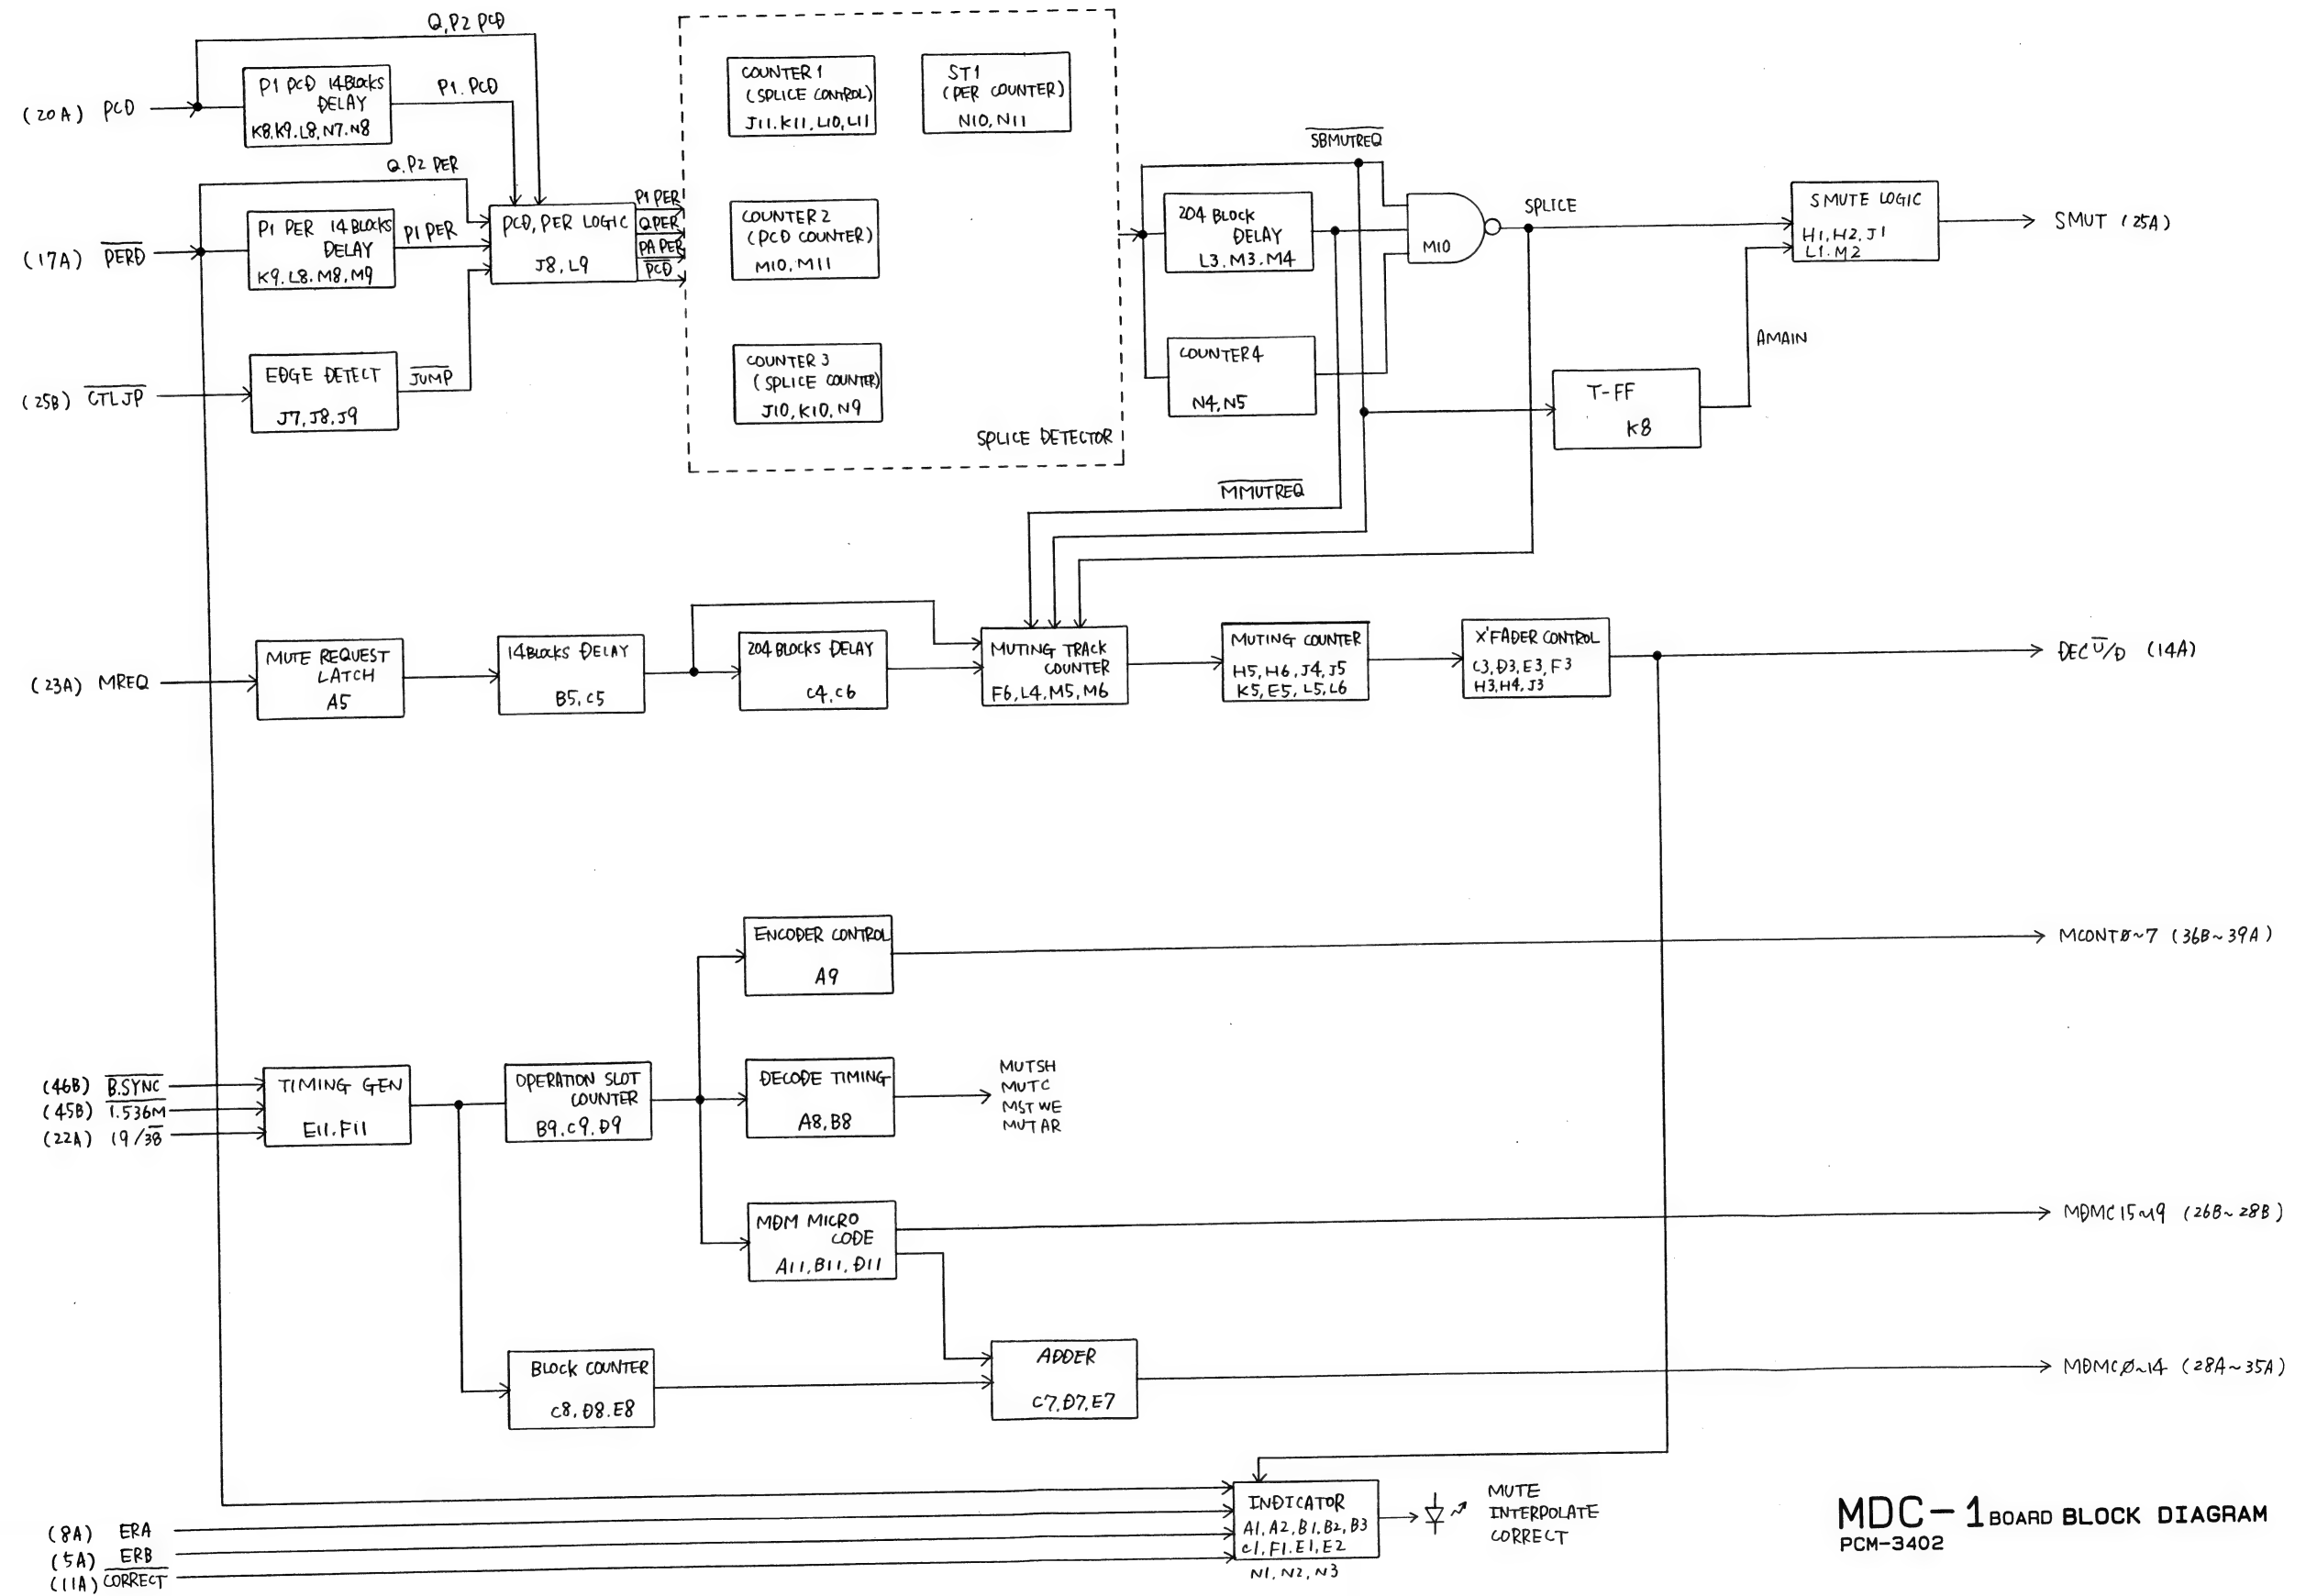 Q.P2 PCD
(20A) PCD
P1 PCD 14Blocks
DELAY
K8.K9.L8.N7.N8
P1.PCD
Q.P2 PER
(17A) PERD
P1 PER 14Blocks
DELAY
K9.L8.M8,M9
P1 PER
PCD,PER LOGIC
J8,L9
(25B) CTLJP
EDGE DETECT
J7,J8,J9
JUMP
P1 PER
Q PER
PA PER
PCD
COUNTER 1
(SPLICE CONTROL)
J11.K11,L10,L11
ST1
(PER COUNTER)
N10,N11
COUNTER 2
(PCD COUNTER)
M10,M11
COUNTER 3
(SPLICE COUNTER)
J10,K10,N9
SPLICE DETECTOR
SBMUTREQ
204 Block
DELAY
L3.M3.M4
COUNTER4
N4,N5
M10
SPLICE
SMUTE LOGIC
H1,H2,J1
L1.M2
SMUT (25A)
AMAIN
T-FF
K8
MMUTREQ
(23A) MREQ
MUTE REQUEST
LATCH
A5
14Blocks DELAY
B5,C5
204 BLOCKS DELAY
C4,C6
MUTING TRACK
COUNTER
F6,L4,M5,M6
MUTING COUNTER
H5,H6,J4,J5
K5,E5,L5,L6
X'FADER CONTROL
C3,D3,E3,F3
H3,H4,J3
DEC U/D (14A)
ENCODER CONTROL
A9
MCONTØ~7 (36B~39A)
(46B) B.SYNC
(45B) 1.536M
(22A) 19/38
TIMING GEN
E11.F11
OPERATION SLOT
COUNTER
B9.C9.D9
DECODE TIMING
A8,B8
MUTSH
MUTC
MSTWE
MUTAR
MDM MICRO
CODE
A11.B11.D11
MDMC15~19 (26B~28B)
BLOCK COUNTER
C8,D8.E8
ADDER
C7,D7,E7
MDMCØ~14 (28A~35A)
(8A) ERA
(5A) ERB
(11A) CORRECT
INDICATOR
A1,A2,B1,B2,B3
C1,F1.E1,E2
N1,N2,N3
MUTE
INTERPOLATE
CORRECT
MDC-1 BOARD BLOCK DIAGRAM
PCM-3402